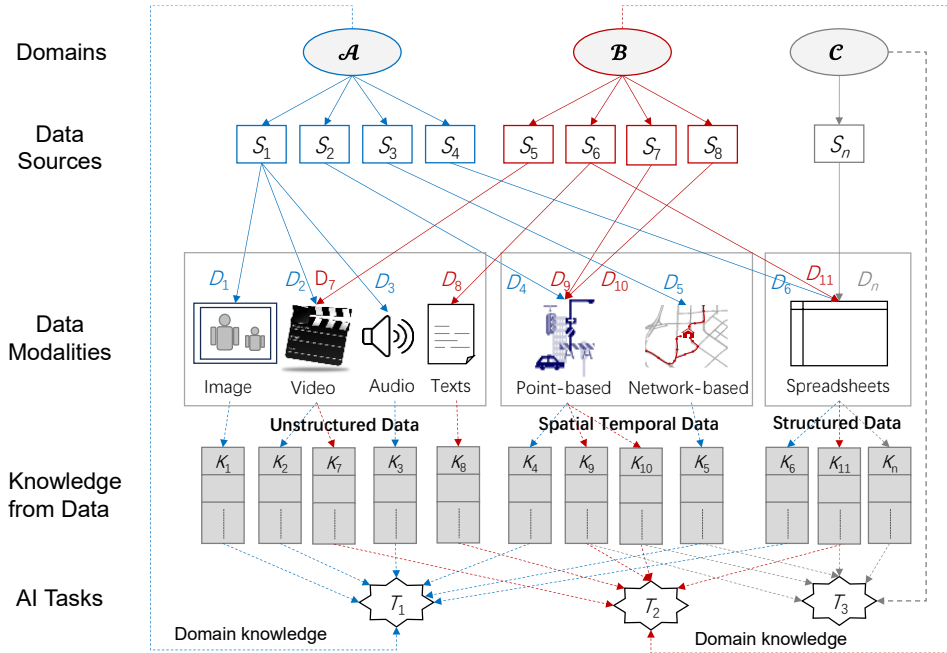 Domains
𝓐
𝓑
𝓒
Data
Sources
S1
S2
S3
S4
S5
S6
S7
S8
Sn
D1
D2
D7
D3
D8
D4
D9
D10
D5
D6
D11
Dn
Data
Modalities
Image
Video
Audio
Texts
Point-based
Network-based
Spreadsheets
Unstructured Data
Spatial Temporal Data
Structured Data
Knowledge
from Data
K1
K2
K7
K3
K8
K4
K9
K10
K5
K6
K11
Kn
AI Tasks
T1
T2
T3
Domain knowledge
Domain knowledge